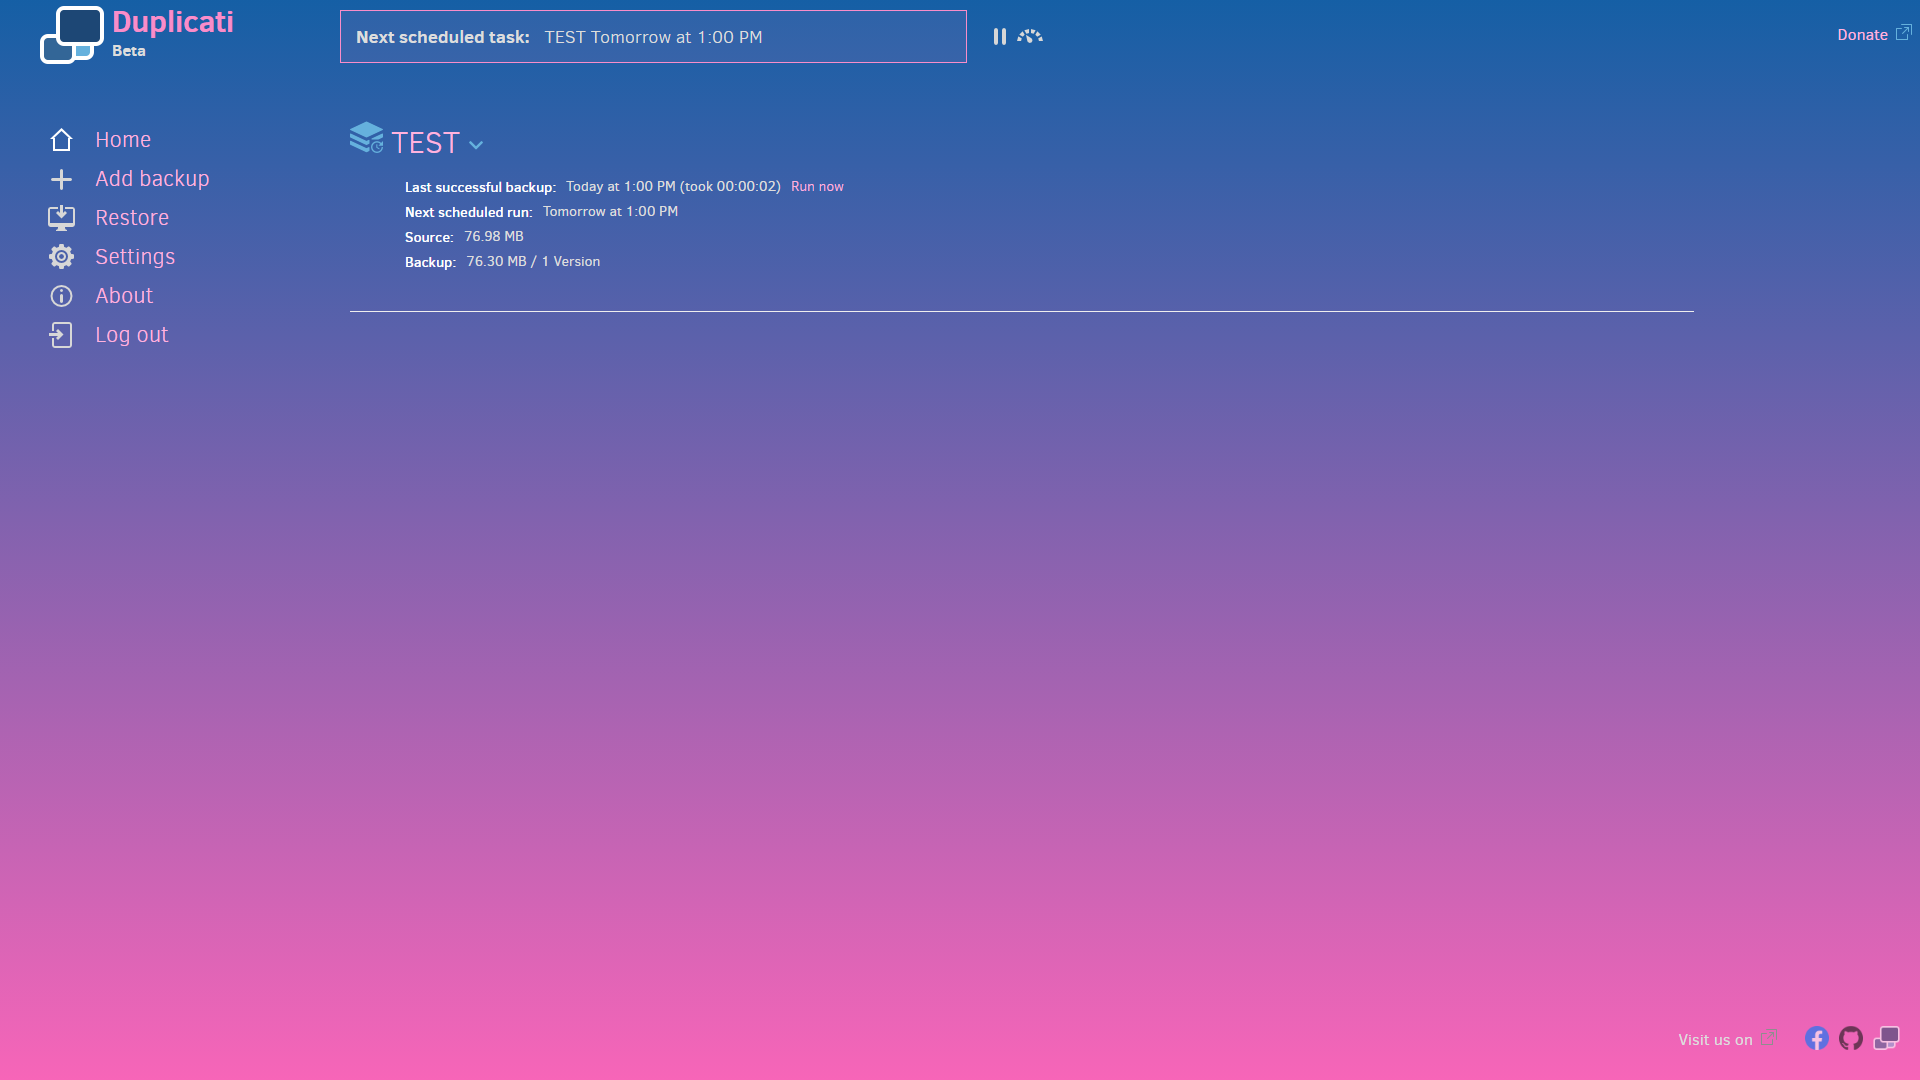 Duplicati
Beta
Next scheduled task: TEST Tomorrow at 1:00 PM
Donate
Home
Add backup
Restore
Settings
About
Log out
TEST
Last successful backup: Today at 1:00 PM (took 00:00:02) Run now
Next scheduled run: Tomorrow at 1:00 PM
Source: 76.98 MB
Backup: 76.30 MB / 1 Version
Visit us on